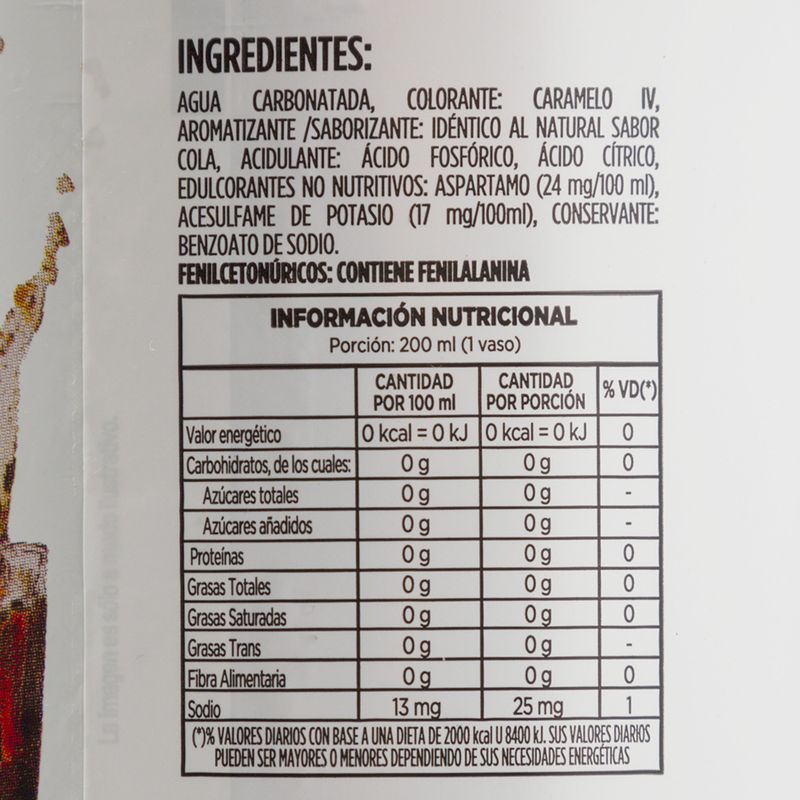 INGREDIENTES:
AGUA CARBONATADA, COLORANTE: CARAMELO IV,
AROMATIZANTE /SABORIZANTE: IDÉNTICO AL NATURAL SABOR
COLA, ACIDULANTE: ÁCIDO FOSFÓRICO, ÁCIDO CÍTRICO,
EDULCORANTES NO NUTRITIVOS: ASPARTAMO (24 mg/100 ml),
ACESULFAME DE POTASIO (17 mg/100ml), CONSERVANTE:
BENZOATO DE SODIO.
FENILCETONÚRICOS: CONTIENE FENILALANINA
INFORMACIÓN NUTRICIONAL
Porción: 200 ml (1 vaso)
CANTIDAD POR 100 ml CANTIDAD POR PORCIÓN % VD(*)
Valor energético 0 kcal = 0 kJ 0 kcal = 0 kJ 0
Carbohidratos, de los cuales: 0 g 0 g 0
Azúcares totales 0 g 0 g -
Azúcares añadidos 0 g 0 g -
Proteínas 0 g 0 g 0
Grasas Totales 0 g 0 g 0
Grasas Saturadas 0 g 0 g 0
Grasas Trans 0 g 0 g -
Fibra Alimentaria 0 g 0 g 0
Sodio 13 mg 25 mg 1
(*)% VALORES DIARIOS CON BASE A UNA DIETA DE 2000 kcal U 8400 kJ. SUS VALORES DIARIOS
PUEDEN SER MAYORES O MENORES DEPENDIENDO DE SUS NECESIDADES ENERGÉTICAS
La imagen es sólo a modo ilustrativo.